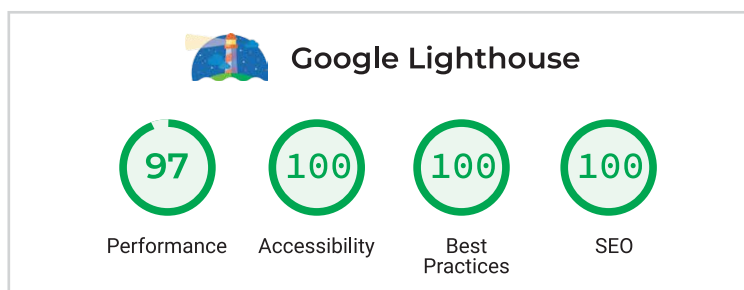 Google Lighthouse
97 100 100 100
Performance Accessibility Best SEO
Practices